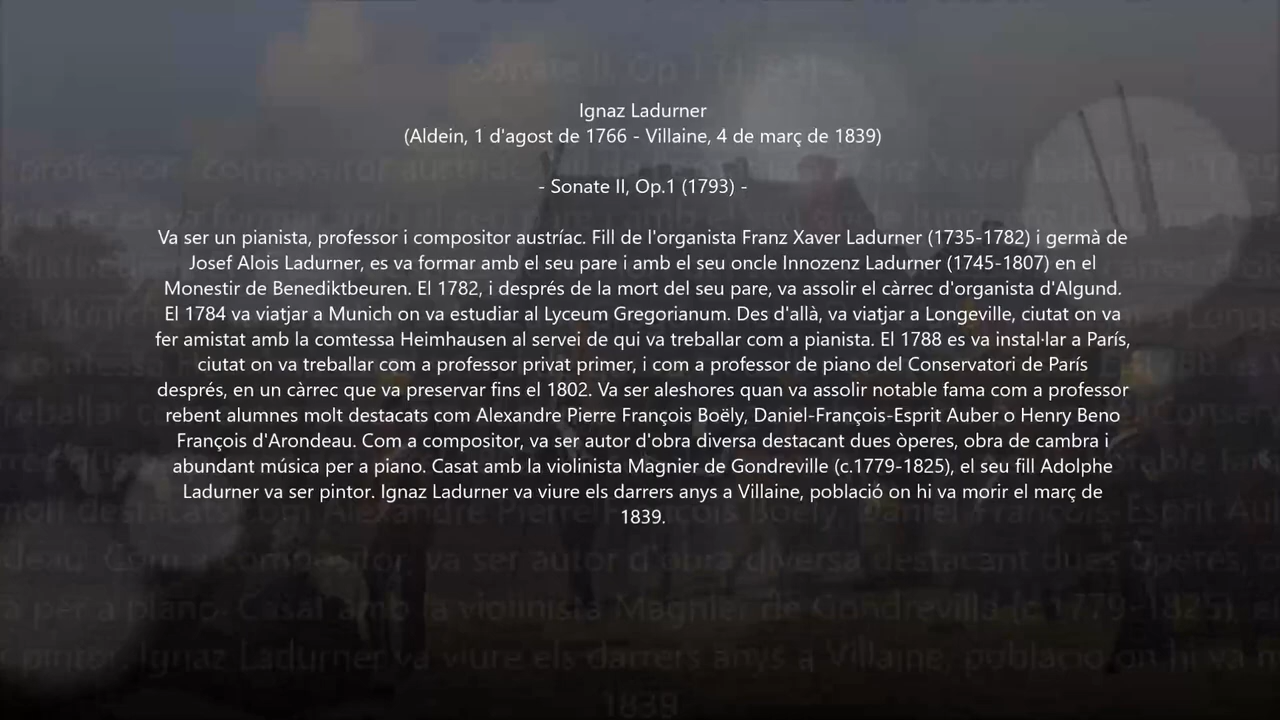 Ignaz Ladurner
(Aldein, 1 d'agost de 1766 - Villaine, 4 de març de 1839)
- Sonate II, Op.1 (1793) -
Va ser un pianista, professor i compositor austríac. Fill de l'organista Franz Xaver Ladurner (1735-1782) i germà de
Josef Alois Ladurner, es va formar amb el seu pare i amb el seu oncle Innozenz Ladurner (1745-1807) en el
Monestir de Benediktbeuren. El 1782, i després de la mort del seu pare, va assolir el càrrec d'organista d'Algund.
El 1784 va viatjar a Munich on va estudiar al Lyceum Gregorianum. Des d'allà, va viatjar a Longeville, ciutat on va
fer amistat amb la comtessa Heimhausen al servei de qui va treballar com a pianista. El 1788 es va instal·lar a París,
ciutat on va treballar com a professor privat primer, i com a professor de piano del Conservatori de París
després, en un càrrec que va preservar fins el 1802. Va ser aleshores quan va assolir notable fama com a professor
rebent alumnes molt destacats com Alexandre Pierre François Boëly, Daniel-François-Esprit Auber o Henry Beno
François d'Arondeau. Com a compositor, va ser autor d'obra diversa destacant dues òperes, obra de cambra i
abundant música per a piano. Casat amb la violinista Magnier de Gondreville (c.1779-1825), el seu fill Adolphe
Ladurner va ser pintor. Ignaz Ladurner va viure els darrers anys a Villaine, població on hi va morir el març de
1839.